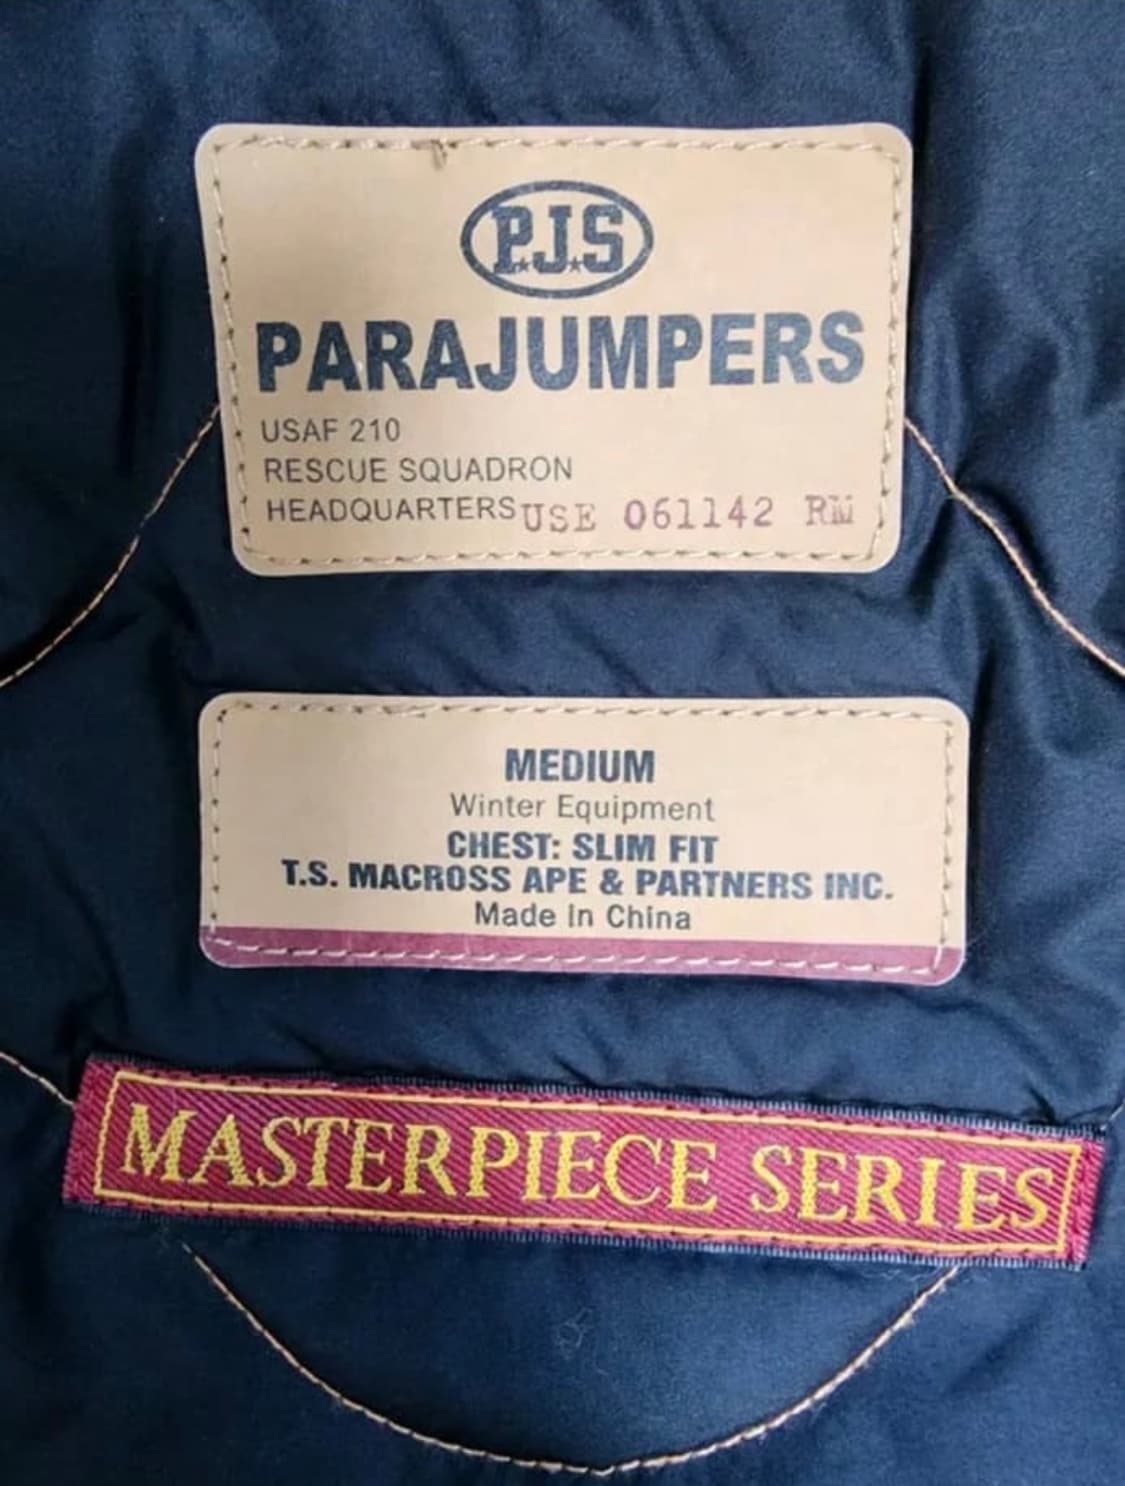 P.J.S
PARAJUMPERS
USAF 210
RESCUE SQUADRON
HEADQUARTERS USE 061142 RM
MEDIUM
Winter Equipment
CHEST: SLIM FIT
T.S. MACROSS APE & PARTNERS INC.
Made in China
MASTERPIECE SERIES